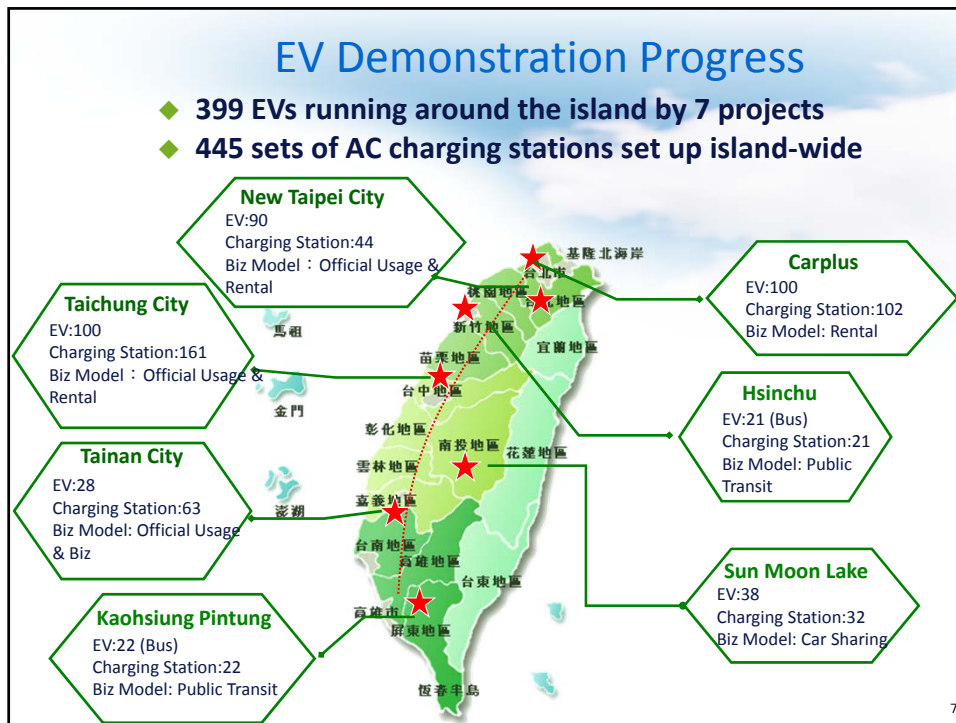 EV Demonstration Progress
◆ 399 EVs running around the island by 7 projects
◆ 445 sets of AC charging stations set up island-wide
New Taipei City
EV:90
Charging Station:44
Biz Model：Official Usage &
Rental
Taichung City
EV:100
Charging Station:161
Biz Model：Official Usage &
Rental
Tainan City
EV:28
Charging Station:63
Biz Model: Official Usage
& Biz
Kaohsiung Pintung
EV:22 (Bus)
Charging Station:22
Biz Model: Public Transit
Carplus
EV:100
Charging Station:102
Biz Model: Rental
Hsinchu
EV:21 (Bus)
Charging Station:21
Biz Model: Public
Transit
Sun Moon Lake
EV:38
Charging Station:32
Biz Model: Car Sharing
基隆北海岸
台北市
桃園地區
地區
新竹地區
宜蘭地區
馬祖
苗栗地區
台中地區
金門
彰化地區
南投地區
花蓮地區
雲林地區
嘉義地區
澎湖
台南地區
高雄地區
台東地區
高雄市
屏東地區
恆春半島
7